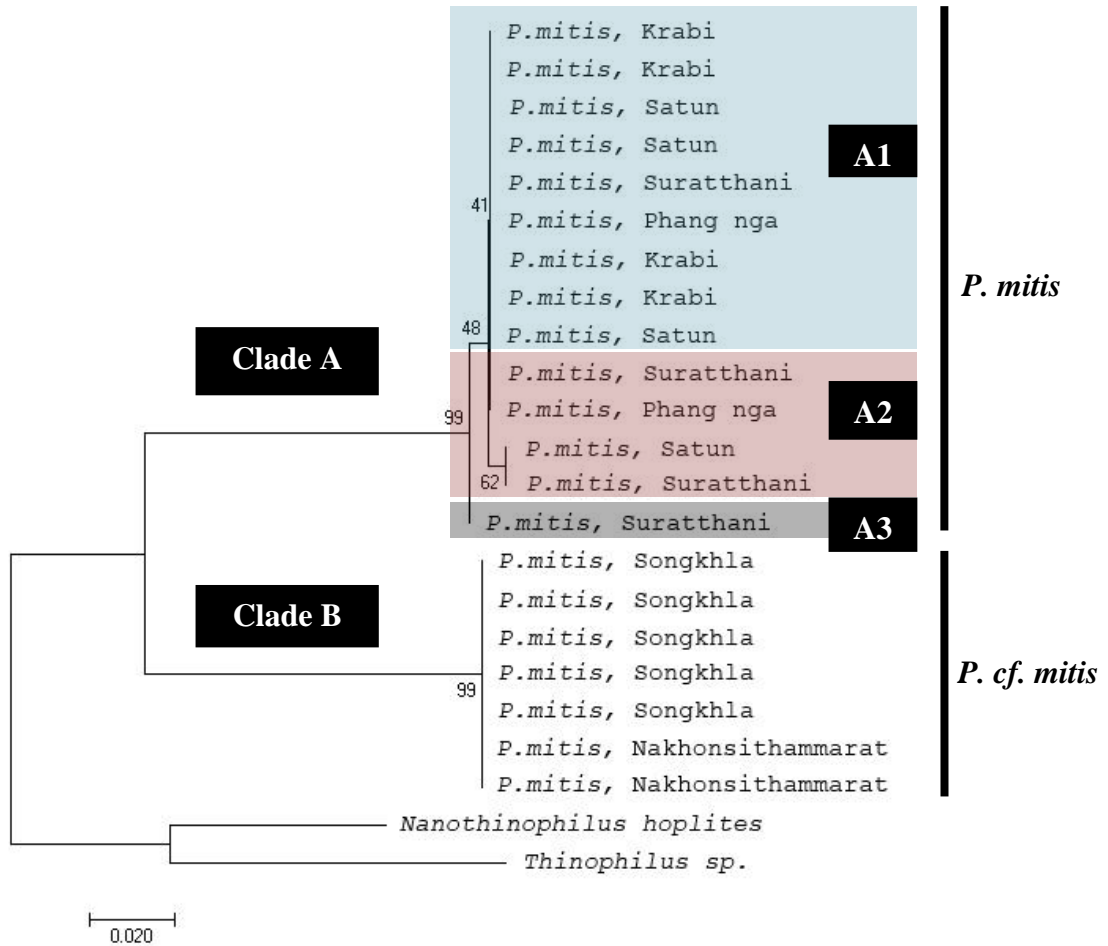 P.mitis, Krabi
P.mitis, Krabi
P.mitis, Satun
P.mitis, Satun
A1
P.mitis, Suratthani
41
P.mitis, Phang nga
P.mitis, Krabi
P. mitis
P.mitis, Krabi
48
P.mitis, Satun
Clade A
P.mitis, Suratthani
99
P.mitis, Phang nga
A2
P.mitis, Satun
62
P.mitis, Suratthani
P.mitis, Suratthani
A3
P.mitis, Songkhla
P.mitis, Songkhla
Clade B
P.mitis, Songkhla
P.mitis, Songkhla
P. cf. mitis
99
P.mitis, Songkhla
P.mitis, Nakhonsithammarat
P.mitis, Nakhonsithammarat
Nanothinophilus hoplites
Thinophilus sp.
0.020